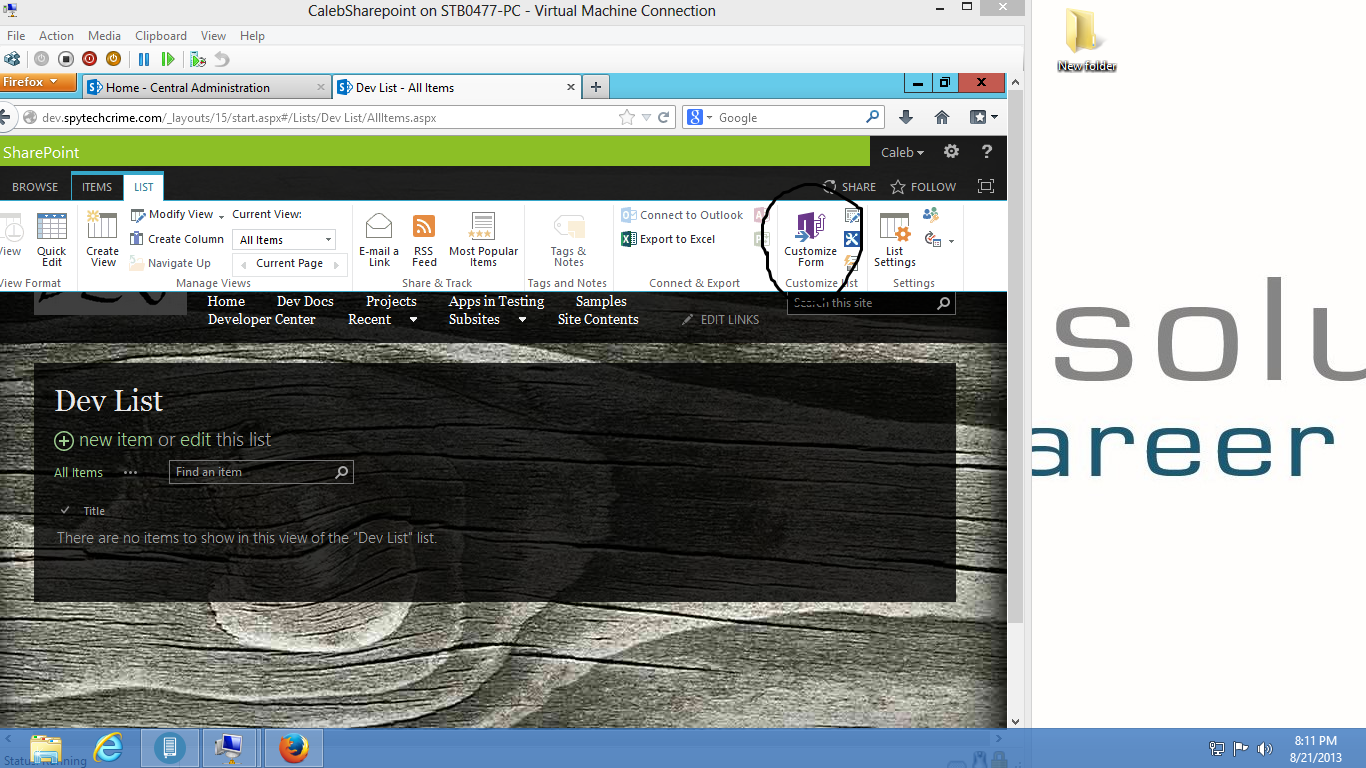 CalebSharepoint on STB0477-PC - Virtual Machine Connection
File Action Media Clipboard View Help
New folder
Firefox
Home - Central Administration
Dev List - All Items
dev.spytechcrime.com/_layouts/15/start.aspx#/Lists/Dev List/AllItems.aspx
Google
SharePoint
Caleb
BROWSE ITEMS LIST
SHARE FOLLOW
Quick Edit
View Format
Create View
Modify View
Create Column
Navigate Up
Current View:
All Items
Current Page
Manage Views
E-mail a Link
RSS Feed
Most Popular Items
Share & Track
Tags & Notes
Tags and Notes
Connect to Outlook
Export to Excel
Connect & Export
Customize Form
Customize List
List Settings
Settings
Home Dev Docs Projects Apps in Testing Samples
Developer Center Recent Subsites Site Contents
EDIT LINKS
Search this site
solu
areer
Dev List
new item or edit this list
All Items
Find an item
Title
There are no items to show in this view of the "Dev List" list.
Status: Running
8:11 PM
8/21/2013